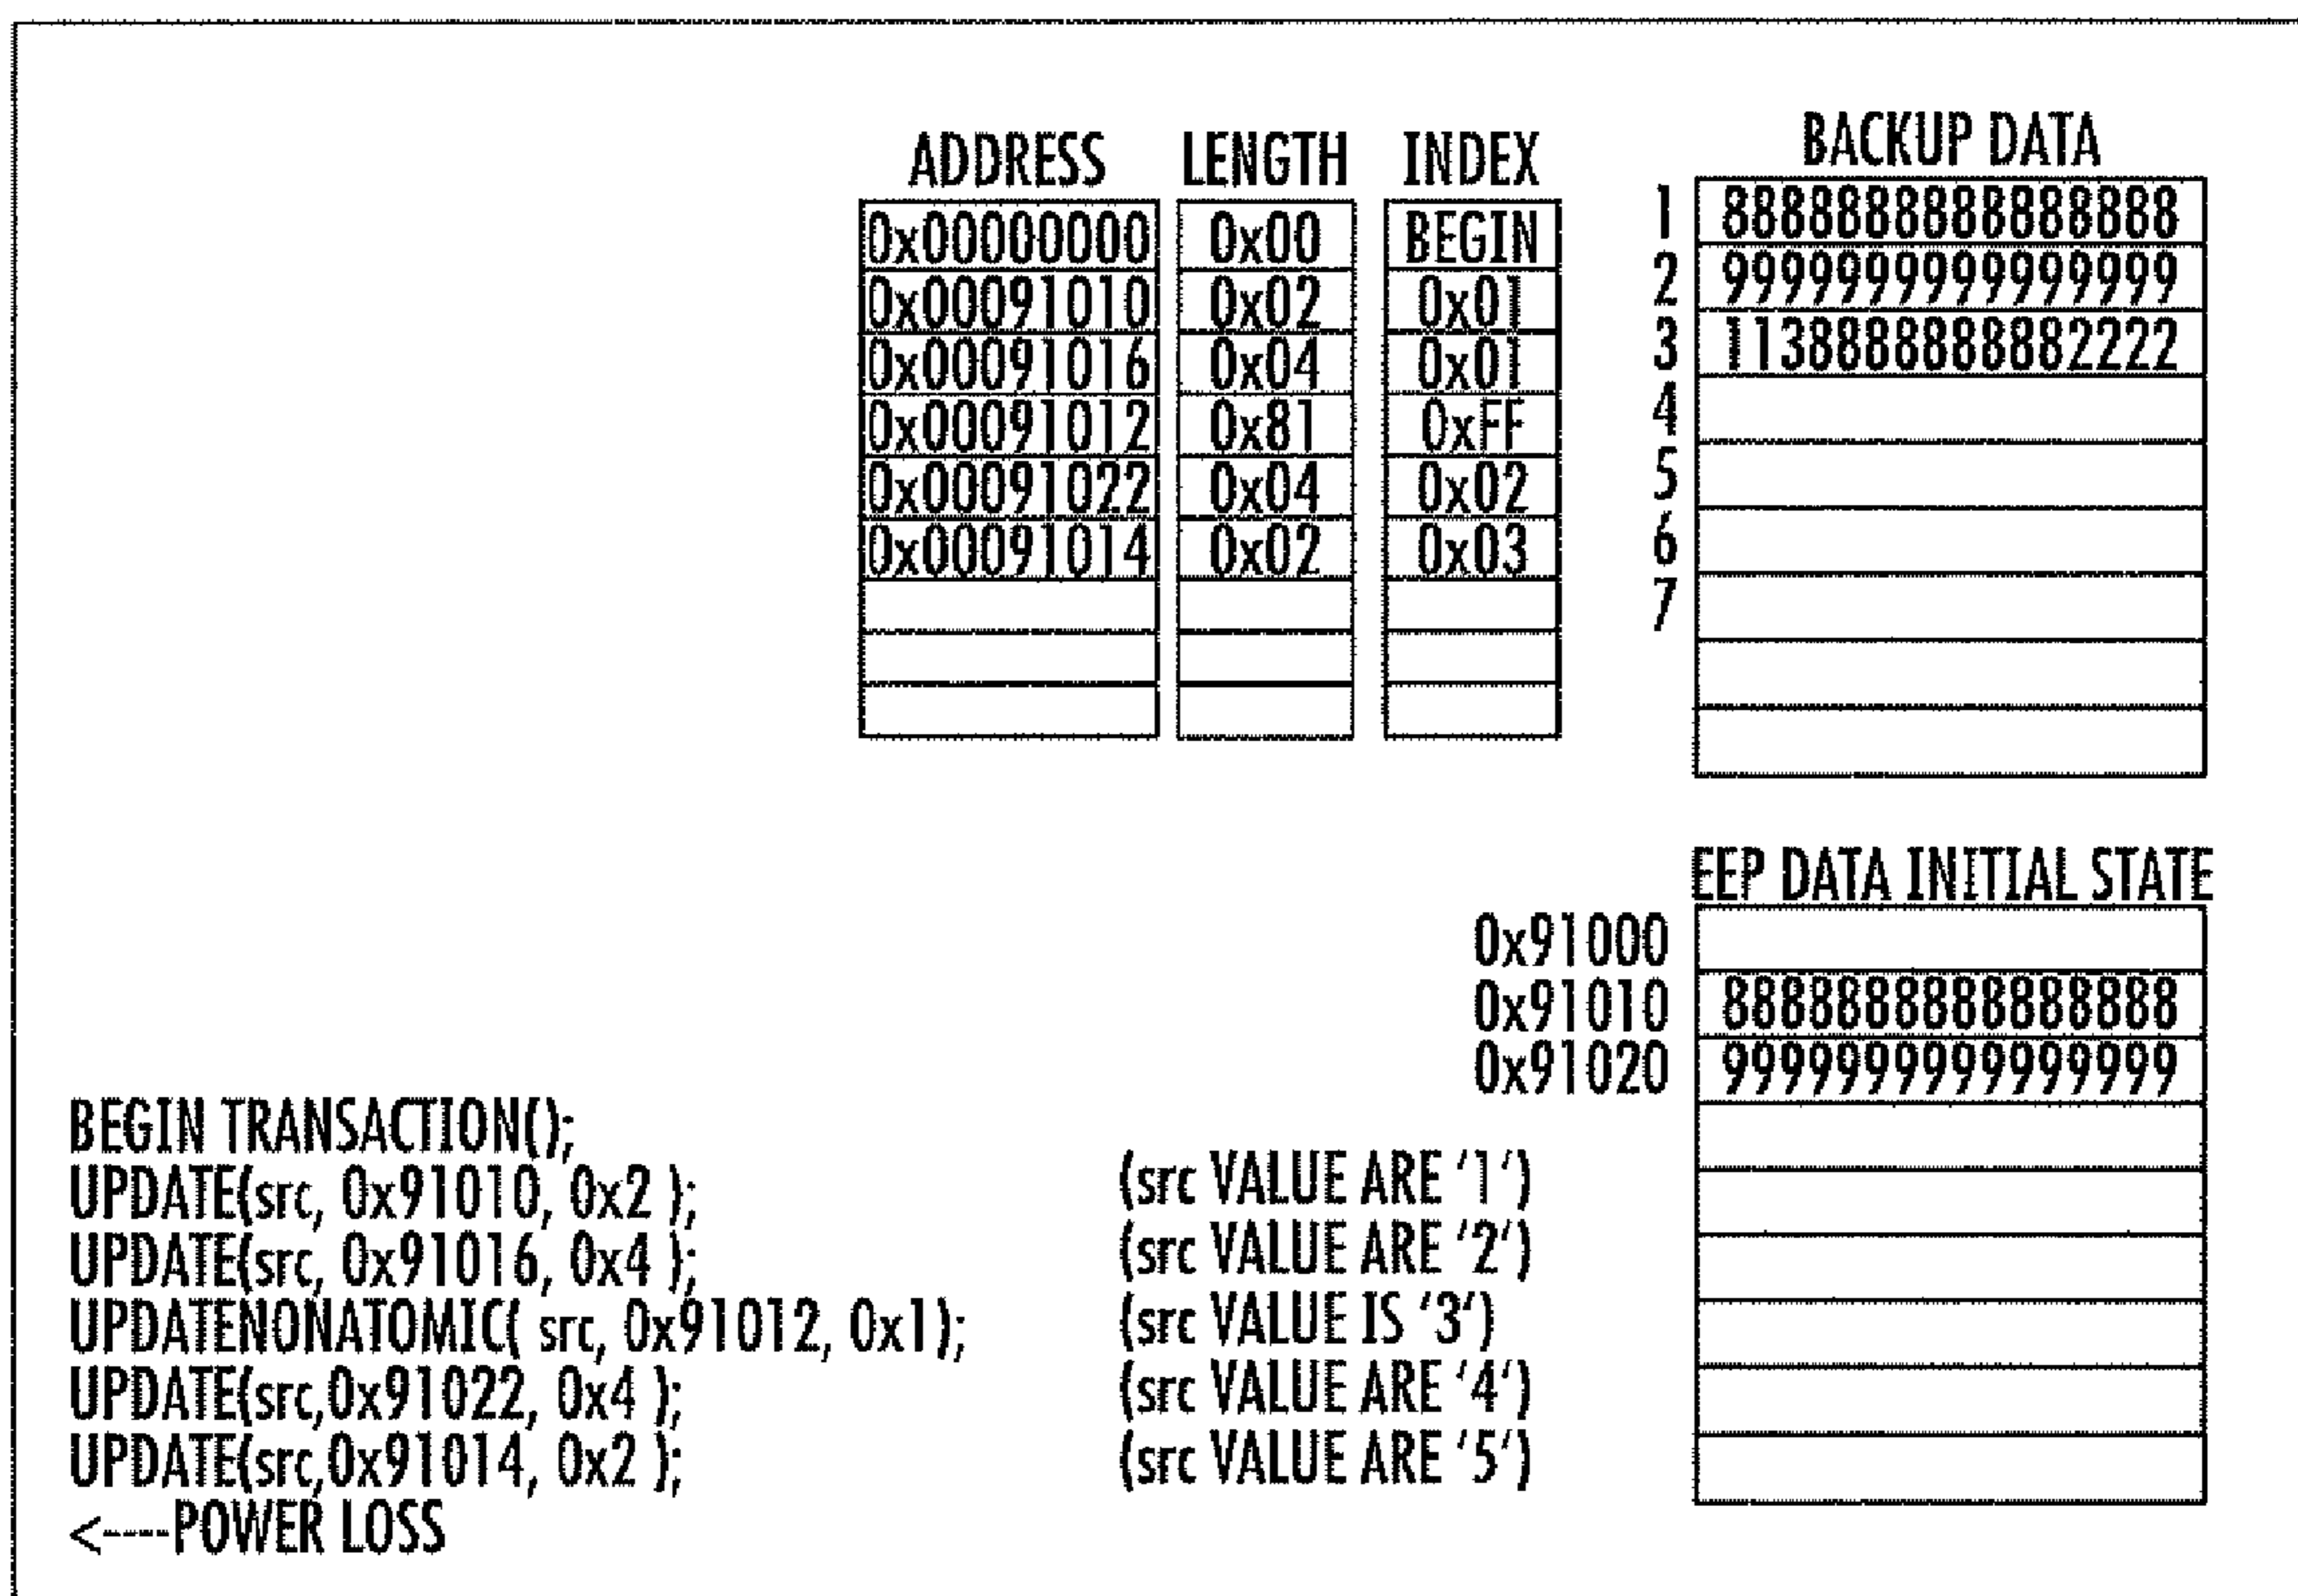 ADDRESS LENGTH INDEX BACKUP DATA
0x00000000 0x00 BEGIN 1 8888888888888888
0x00091010 0x02 0x01 2 9999999999999999
0x00091016 0x04 0x01 3 1138888888882222
0x00091012 0x81 0xFF 4
0x00091022 0x04 0x02 5
0x00091014 0x02 0x03 6
7
EEP DATA INITIAL STATE
0x91000
0x91010 8888888888888888
0x91020 9999999999999999
BEGIN TRANSACTION();
UPDATE(src, 0x91010, 0x2 ); (src VALUE ARE '1')
UPDATE(src, 0x91016, 0x4 ); (src VALUE ARE '2')
UPDATENONATOMIC( src, 0x91012, 0x1); (src VALUE IS '3')
UPDATE(src,0x91022, 0x4 ); (src VALUE ARE '4')
UPDATE(src,0x91014, 0x2 ); (src VALUE ARE '5')
<----POWER LOSS